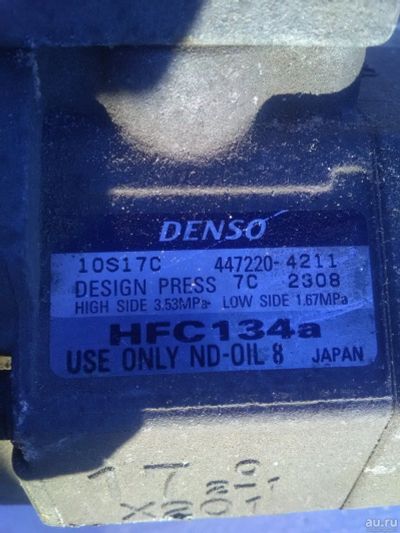 DENSO
10S17C 447220-4211
DESIGN PRESS 7C 2308
HIGH SIDE 3.53MPa LOW SIDE 1.67MPa
HFC134a
USE ONLY ND-OIL 8 JAPAN
au.ru